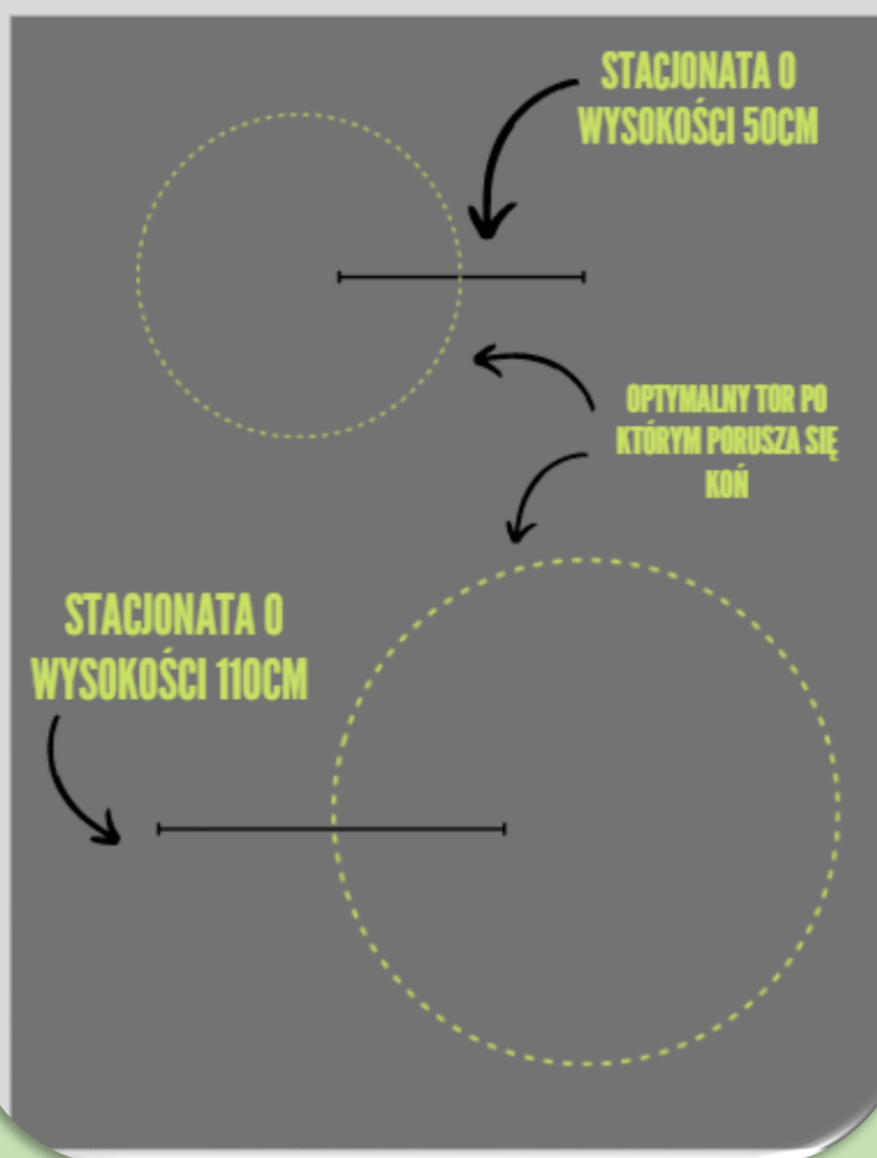 STACJONATA O
WYSOKOŚCI 50CM
OPTYMALNY TOR PO
KTÓRYM PORUSZA SIĘ
KOŃ
STACJONATA O
WYSOKOŚCI 110CM